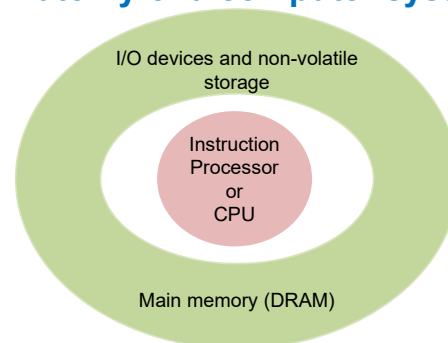 I/O devices and non-volatile
storage
Instruction
Processor
or
CPU
Main memory (DRAM)